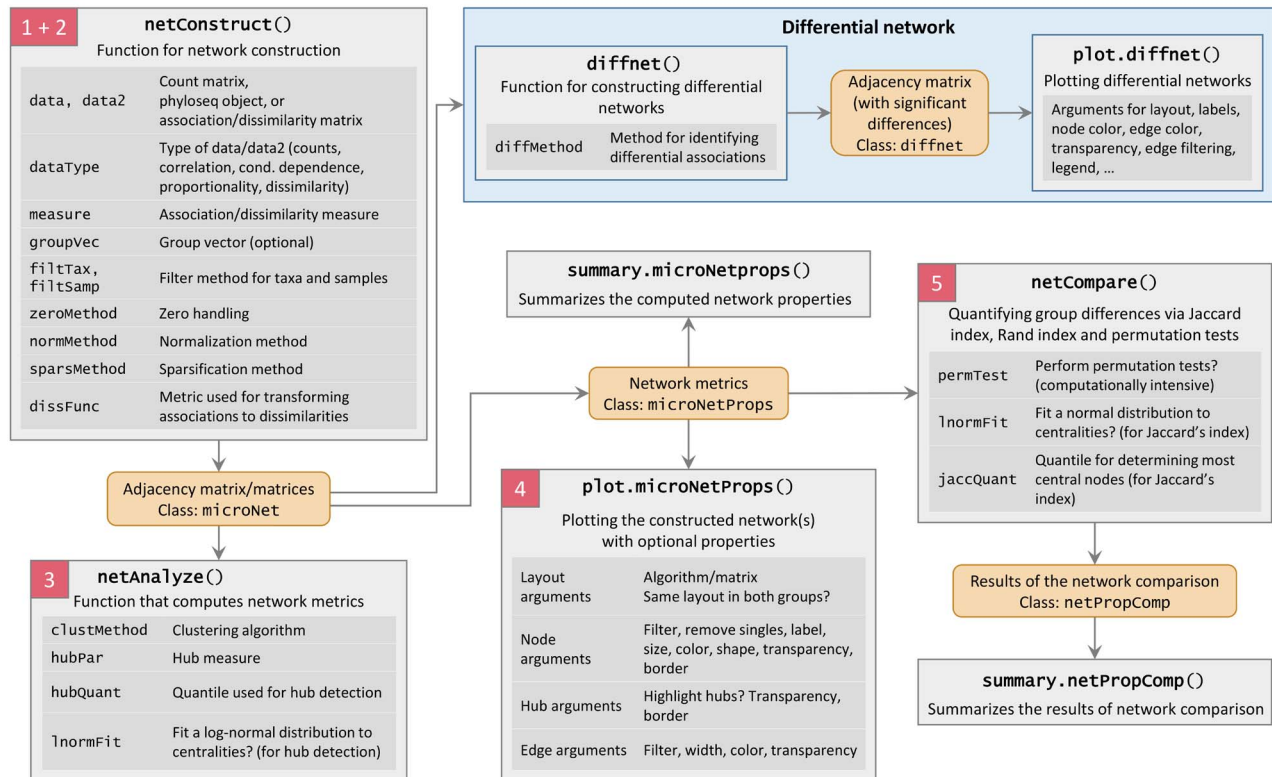 1 + 2
netConstruct()
Function for network construction
data, data2
Count matrix,
phyloseq object, or
association/dissimilarity matrix
dataType
Type of data/data2 (counts,
correlation, cond. dependence,
proportionality, dissimilarity)
measure
Association/dissimilarity measure
groupVec
Group vector (optional)
filtTax,
filtSamp
Filter method for taxa and samples
zeroMethod
Zero handling
normMethod
Normalization method
sparsMethod
Sparsification method
dissFunc
Metric used for transforming
associations to dissimilarities
Adjacency matrix/matrices
Class: microNet
3
netAnalyze()
Function that computes network metrics
clustMethod
Clustering algorithm
hubPar
Hub measure
hubQuant
Quantile used for hub detection
lnormFit
Fit a log-normal distribution to
centralities? (for hub detection)
Differential network
diffnet()
Function for constructing differential
networks
diffMethod
Method for identifying
differential associations
Adjacency matrix
(with significant
differences)
Class: diffnet
plot.diffnet()
Plotting differential networks
Arguments for layout, labels,
node color, edge color,
transparency, edge filtering,
legend, …
summary.microNetprops()
Summarizes the computed network properties
Network metrics
Class: microNetProps
4
plot.microNetProps()
Plotting the constructed network(s)
with optional properties
Layout
arguments
Algorithm/matrix
Same layout in both groups?
Node
arguments
Filter, remove singles, label,
size, color, shape, transparency,
border
Hub arguments
Highlight hubs? Transparency,
border
Edge arguments
Filter, width, color, transparency
5
netCompare()
Quantifying group differences via Jaccard
index, Rand index and permutation tests
permTest
Perform permutation tests?
(computationally intensive)
lnormFit
Fit a normal distribution to
centralities? (for Jaccard’s index)
jaccQuant
Quantile for determining most
central nodes (for Jaccard’s
index)
Results of the network comparison
Class: netPropComp
summary.netPropComp()
Summarizes the results of network comparison